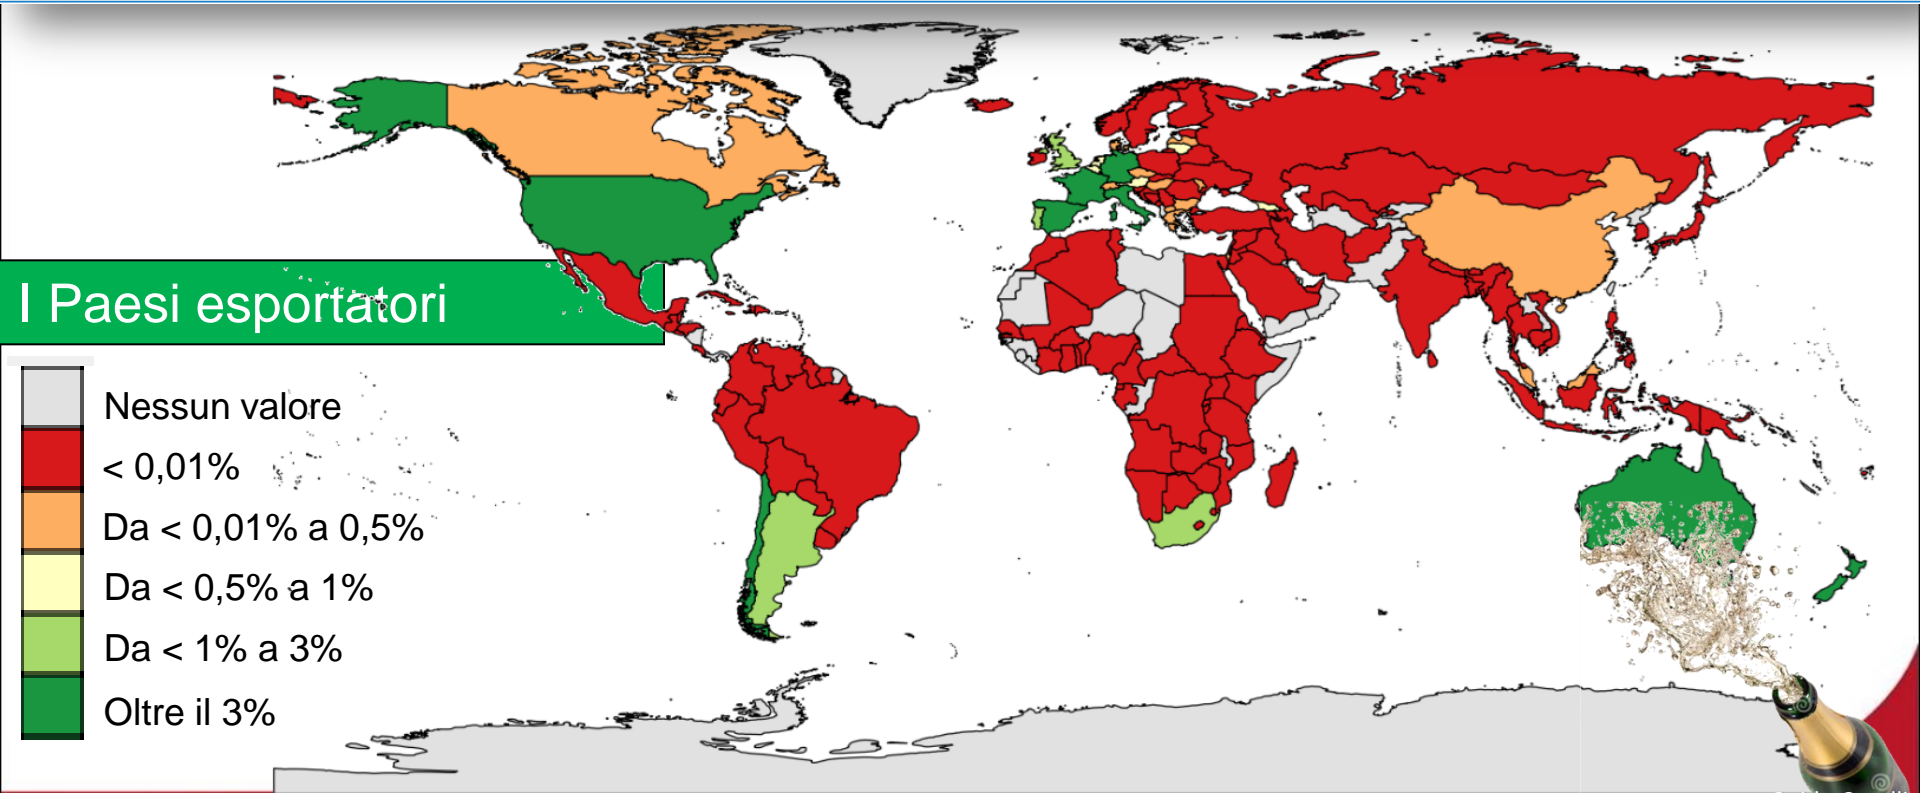 I Paesi esportatori
Nessun valore
< 0,01%
Da < 0,01% a 0,5%
Da < 0,5% a 1%
Da < 1% a 3%
Oltre il 3%